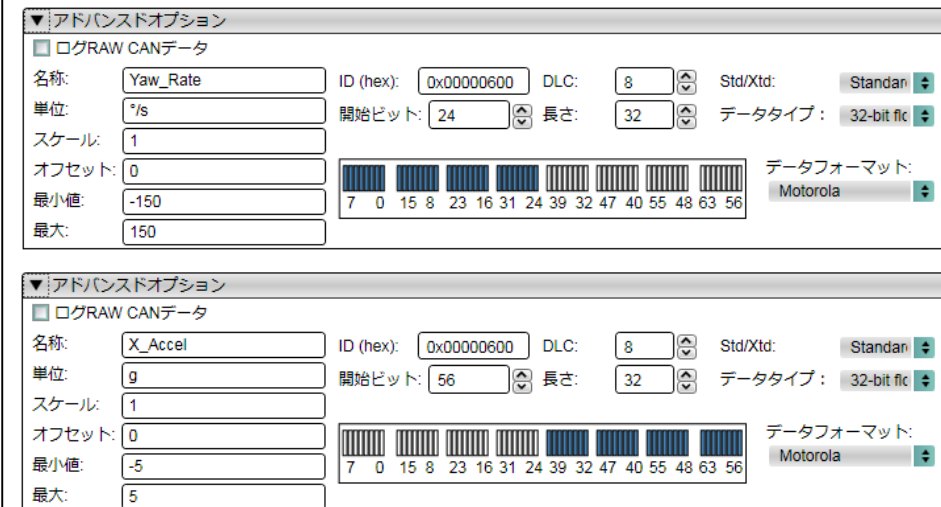 ▼ アドバンスドオプション
ログRAW CANデータ
名称: Yaw_Rate ID (hex): 0x00000600 DLC: 8 Std/Xtd: Standar
単位: °/s 開始ビット: 24 長さ: 32 データタイプ： 32-bit flc
スケール: 1
オフセット: 0 データフォーマット:
最小値: -150 Motorola
7 0 15 8 23 16 31 24 39 32 47 40 55 48 63 56
最大: 150
▼ アドバンスドオプション
ログRAW CANデータ
名称: X_Accel ID (hex): 0x00000600 DLC: 8 Std/Xtd: Standar
単位: g 開始ビット: 56 長さ: 32 データタイプ： 32-bit flc
スケール: 1
オフセット: 0 データフォーマット:
最小値: -5 Motorola
7 0 15 8 23 16 31 24 39 32 47 40 55 48 63 56
最大: 5